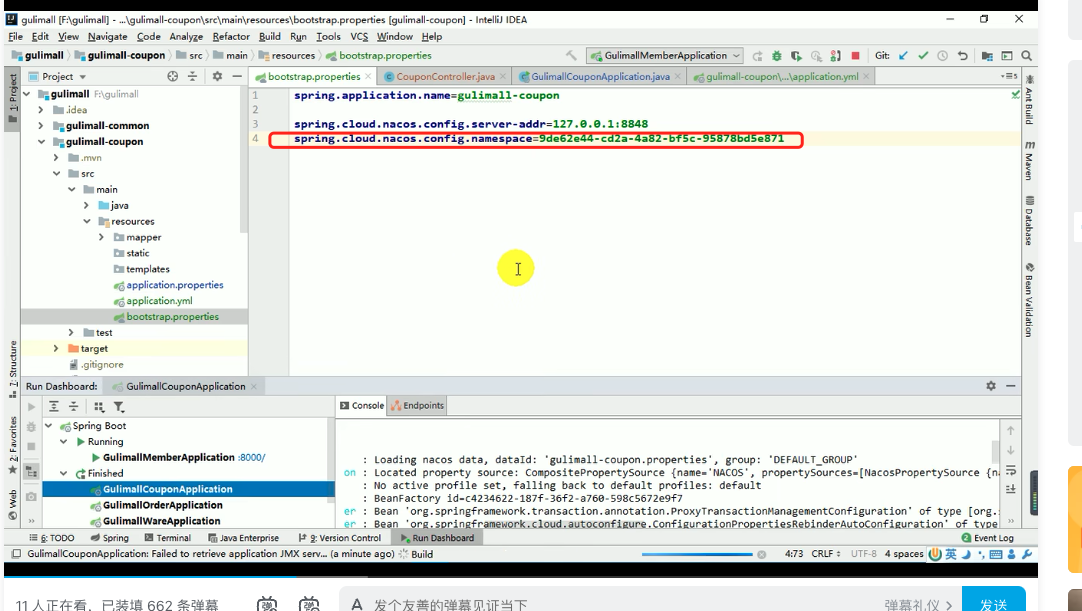 gulimall [F:\gulimall] - ...\gulimall-coupon\src\main\resources\bootstrap.properties [gulimall-coupon] - IntelliJ IDEA
File Edit View Navigate Code Analyze Refactor Build Run Tools VCS Window Help
gulimall gulimall-coupon src main resources bootstrap.properties GulimallMemberApplication Git:
Project bootstrap.properties CouponController.java GulimallCouponApplication.java gulimall-coupon\...\application.yml
1: Project
gulimall F:\gulimall
.idea
gulimall-common
gulimall-coupon
.mvn
src
main
java
resources
mapper
static
templates
application.properties
application.yml
bootstrap.properties
test
target
.gitignore
1 spring.application.name=gulimall-coupon
2
3 spring.cloud.nacos.config.server-addr=127.0.0.1:8848
4 spring.cloud.nacos.config.namespace=9de62e44-cd2a-4a82-bf5c-95878bd5e871
Ant Build
Maven
Database
Bean Validation
Z: Structure
2: Favorites
Web
Run Dashboard: GulimallCouponApplication
Console Endpoints
Spring Boot
Running
GulimallMemberApplication :8000/
Finished
GulimallCouponApplication
GulimallOrderApplication
GulimallWareApplication
: Loading nacos data, dataId: 'gulimall-coupon.properties', group: 'DEFAULT_GROUP'
on : Located property source: CompositePropertySource {name='NACOS', propertySources=[NacosPropertySource {na
: No active profile set, falling back to default profiles: default
: BeanFactory id=c4234622-187f-36f2-a760-598c5672e9f7
er : Bean 'org.springframework.transaction.annotation.ProxyTransactionManagementConfiguration' of type [org.s
er : Bean 'org.springframework.cloud.autoconfigure.ConfigurationPropertiesRebinderAutoConfiguration' of type
6: TODO Spring Terminal Java Enterprise 9: Version Control Run Dashboard 2 Event Log
GulimallCouponApplication: Failed to retrieve application JMX serv... (a minute ago) Build 4:73 CRLF UTF-8 4 spaces 英
11 人正在看，已装填 662 条弹幕 A 发个友善的弹幕见证当下 弹幕礼仪 > 发送